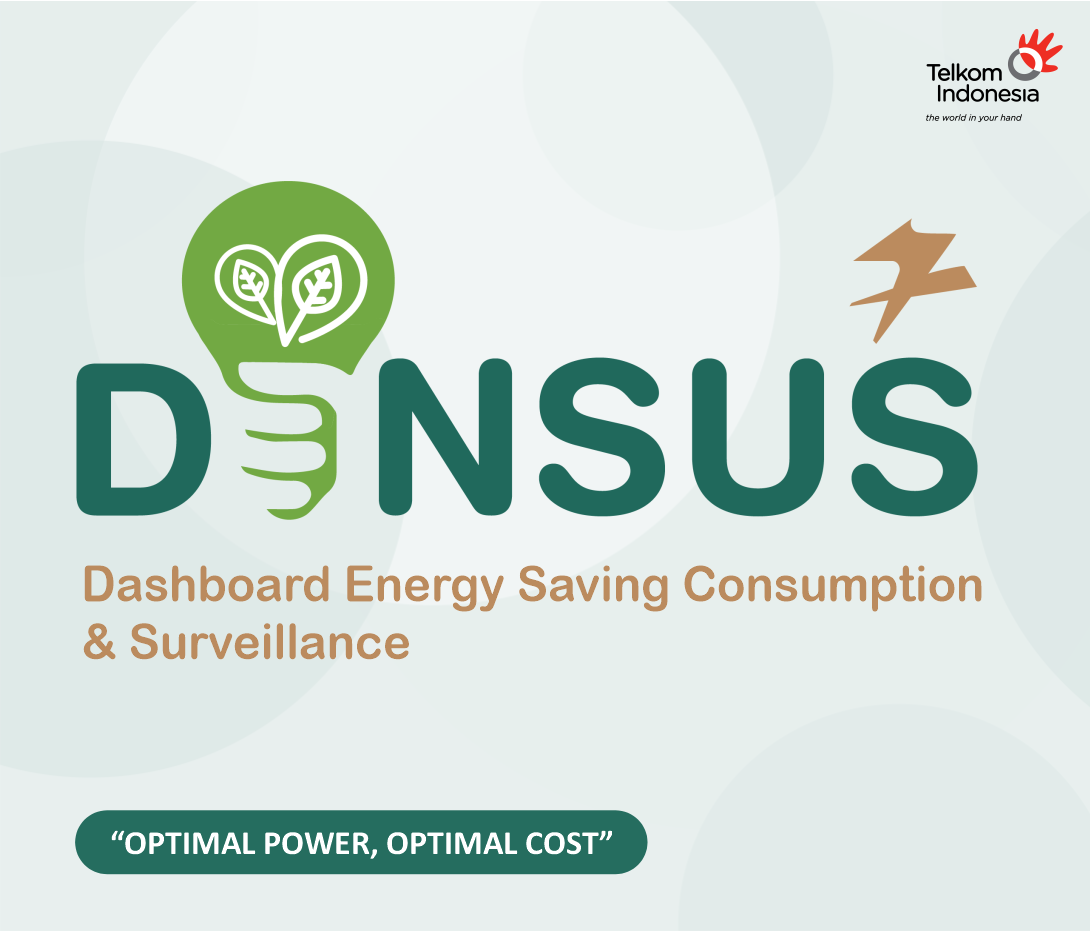 Telkom
Indonesia
the world in your hand
DENSUS
Dashboard Energy Saving Consumption
& Surveillance
“OPTIMAL POWER, OPTIMAL COST”